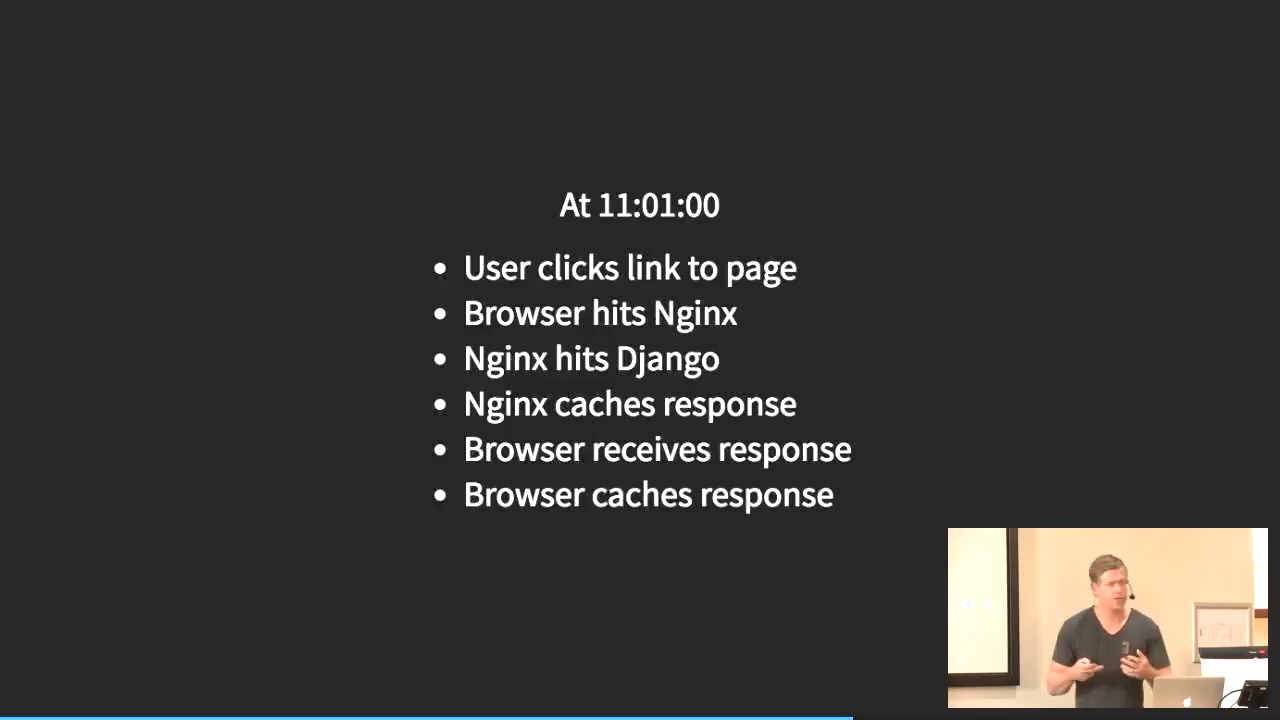 At 11:01:00
• User clicks link to page
• Browser hits Nginx
• Nginx hits Django
• Nginx caches response
• Browser receives response
• Browser caches response